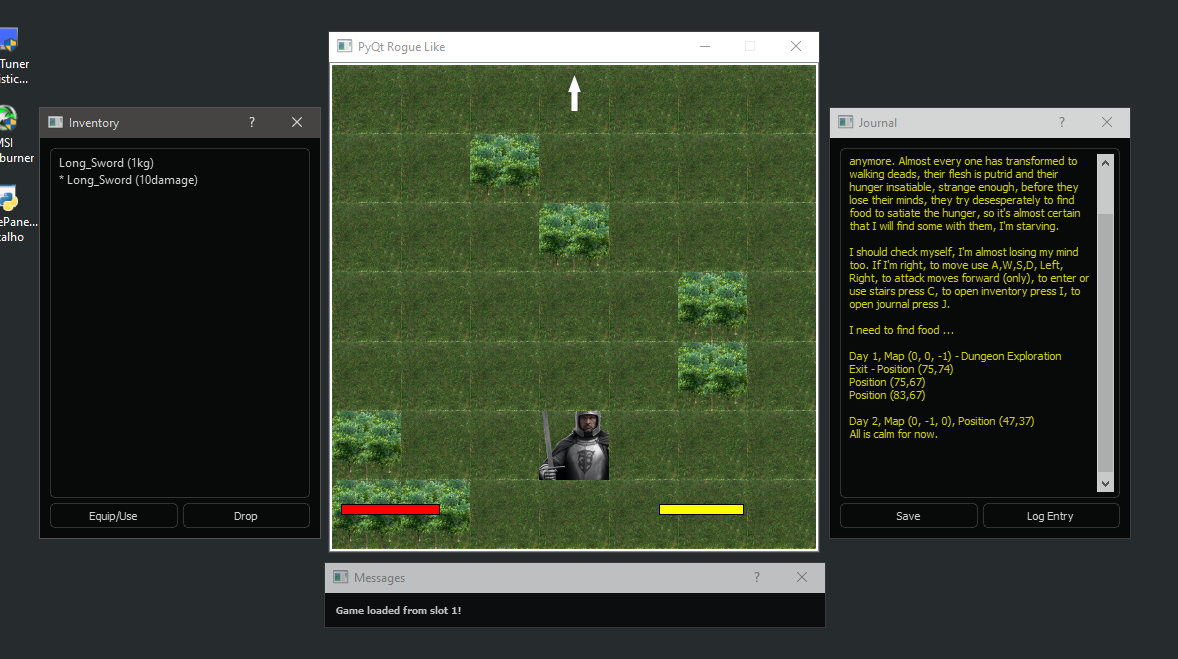 Tuner
istic...
MSI
burner
ePane...
alho
Inventory
?
Long_Sword (1kg)
* Long_Sword (10damage)
Equip/Use
Drop
PyQt Rogue Like
Journal
?
anymore. Almost every one has transformed to
walking deads, their flesh is putrid and their
hunger insatiable, strange enough, before they
lose their minds, they try desesperately to find
food to satiate the hunger, so it's almost certain
that I will find some with them, I'm starving.
I should check myself, I'm almost losing my mind
too. If I'm right, to move use A,W,S,D, Left,
Right, to attack moves forward (only), to enter or
use stairs press C, to open inventory press I, to
open journal press J.
I need to find food ...
Day 1, Map (0, 0, -1) - Dungeon Exploration
Exit - Position (75,74)
Position (75,67)
Position (83,67)
Day 2, Map (0, -1, 0), Position (47,37)
All is calm for now.
Save
Log Entry
Messages
?
Game loaded from slot 1!